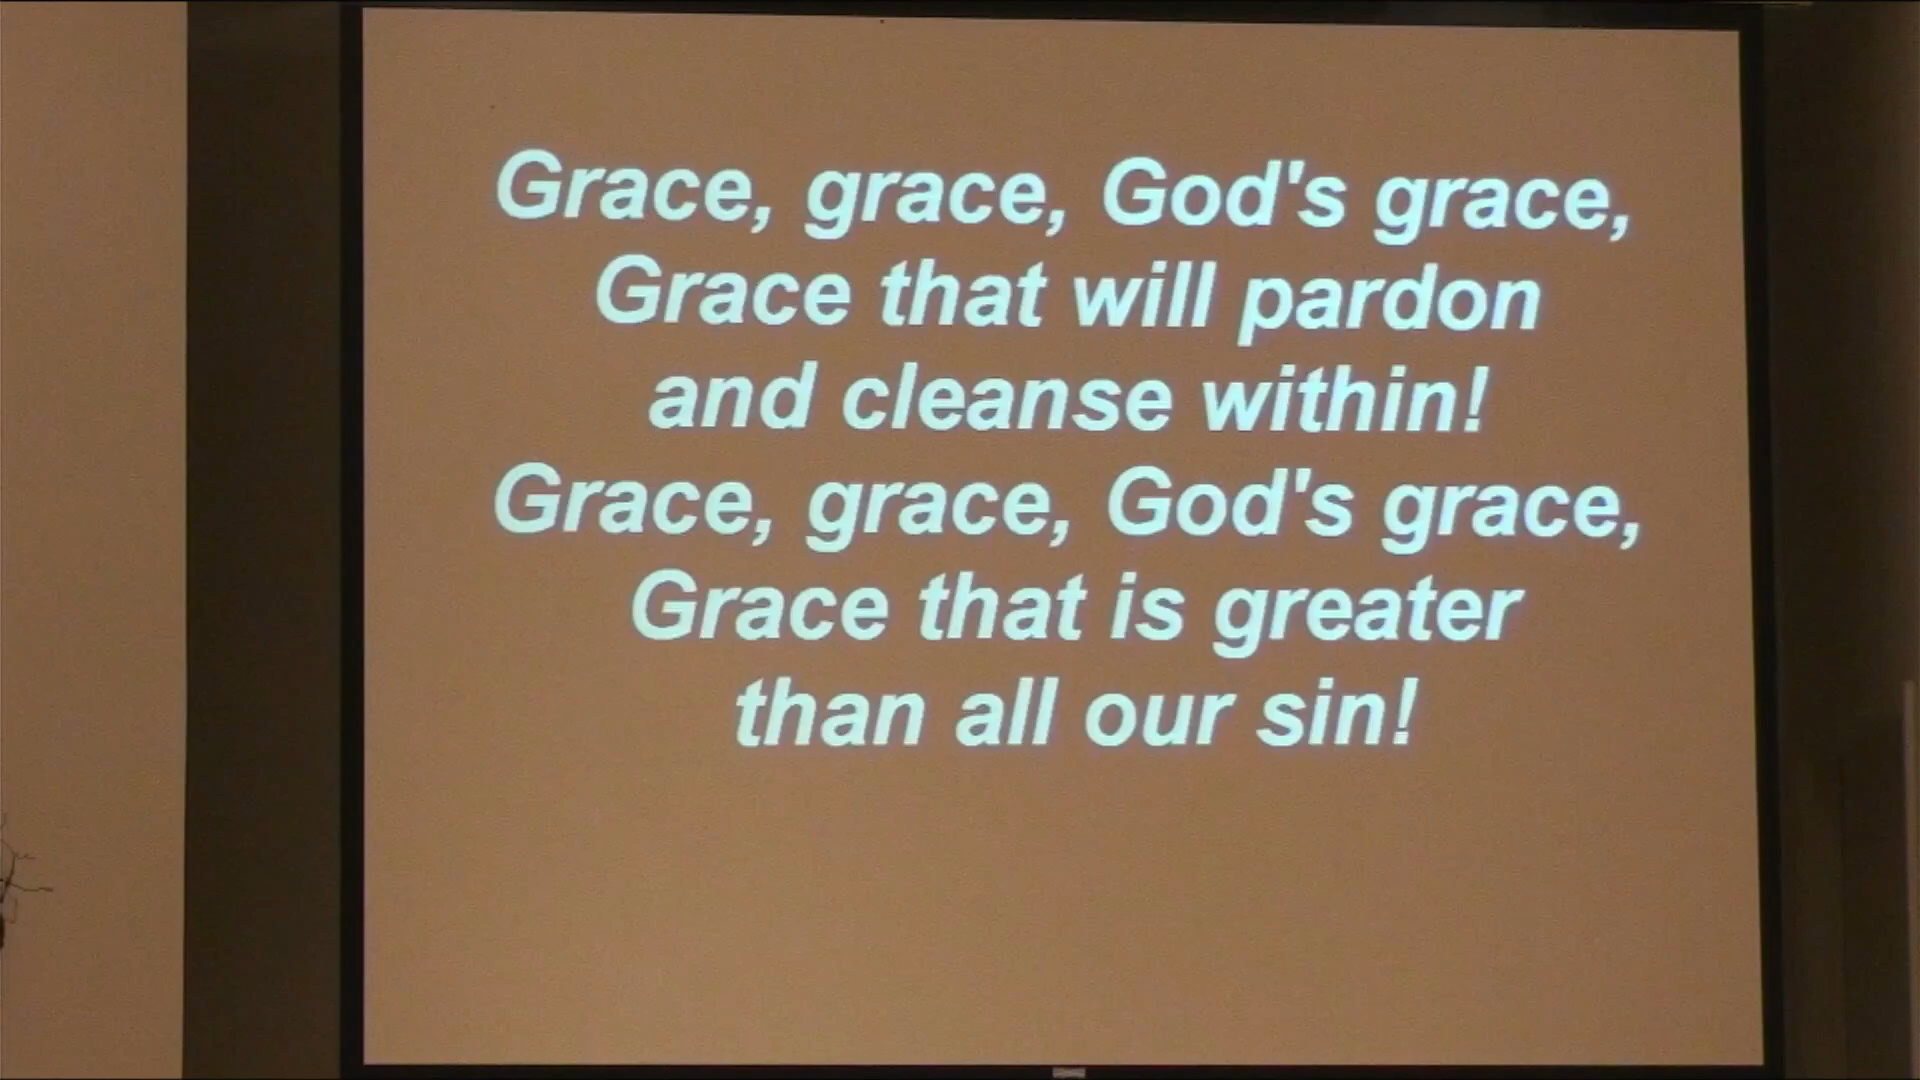 Grace, grace, God's grace,
Grace that will pardon
and cleanse within!
Grace, grace, God's grace,
Grace that is greater
than all our sin!